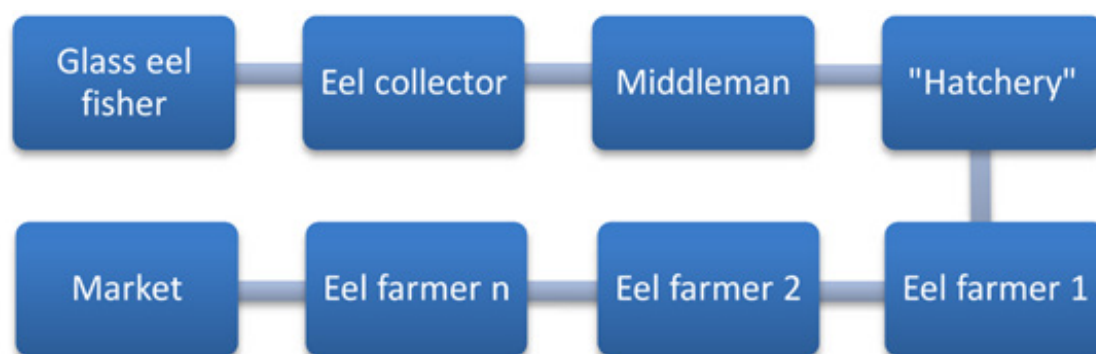 Glass eel
fisher
Eel collector
Middleman
"Hatchery"
Market
Eel farmer n
Eel farmer 2
Eel farmer 1